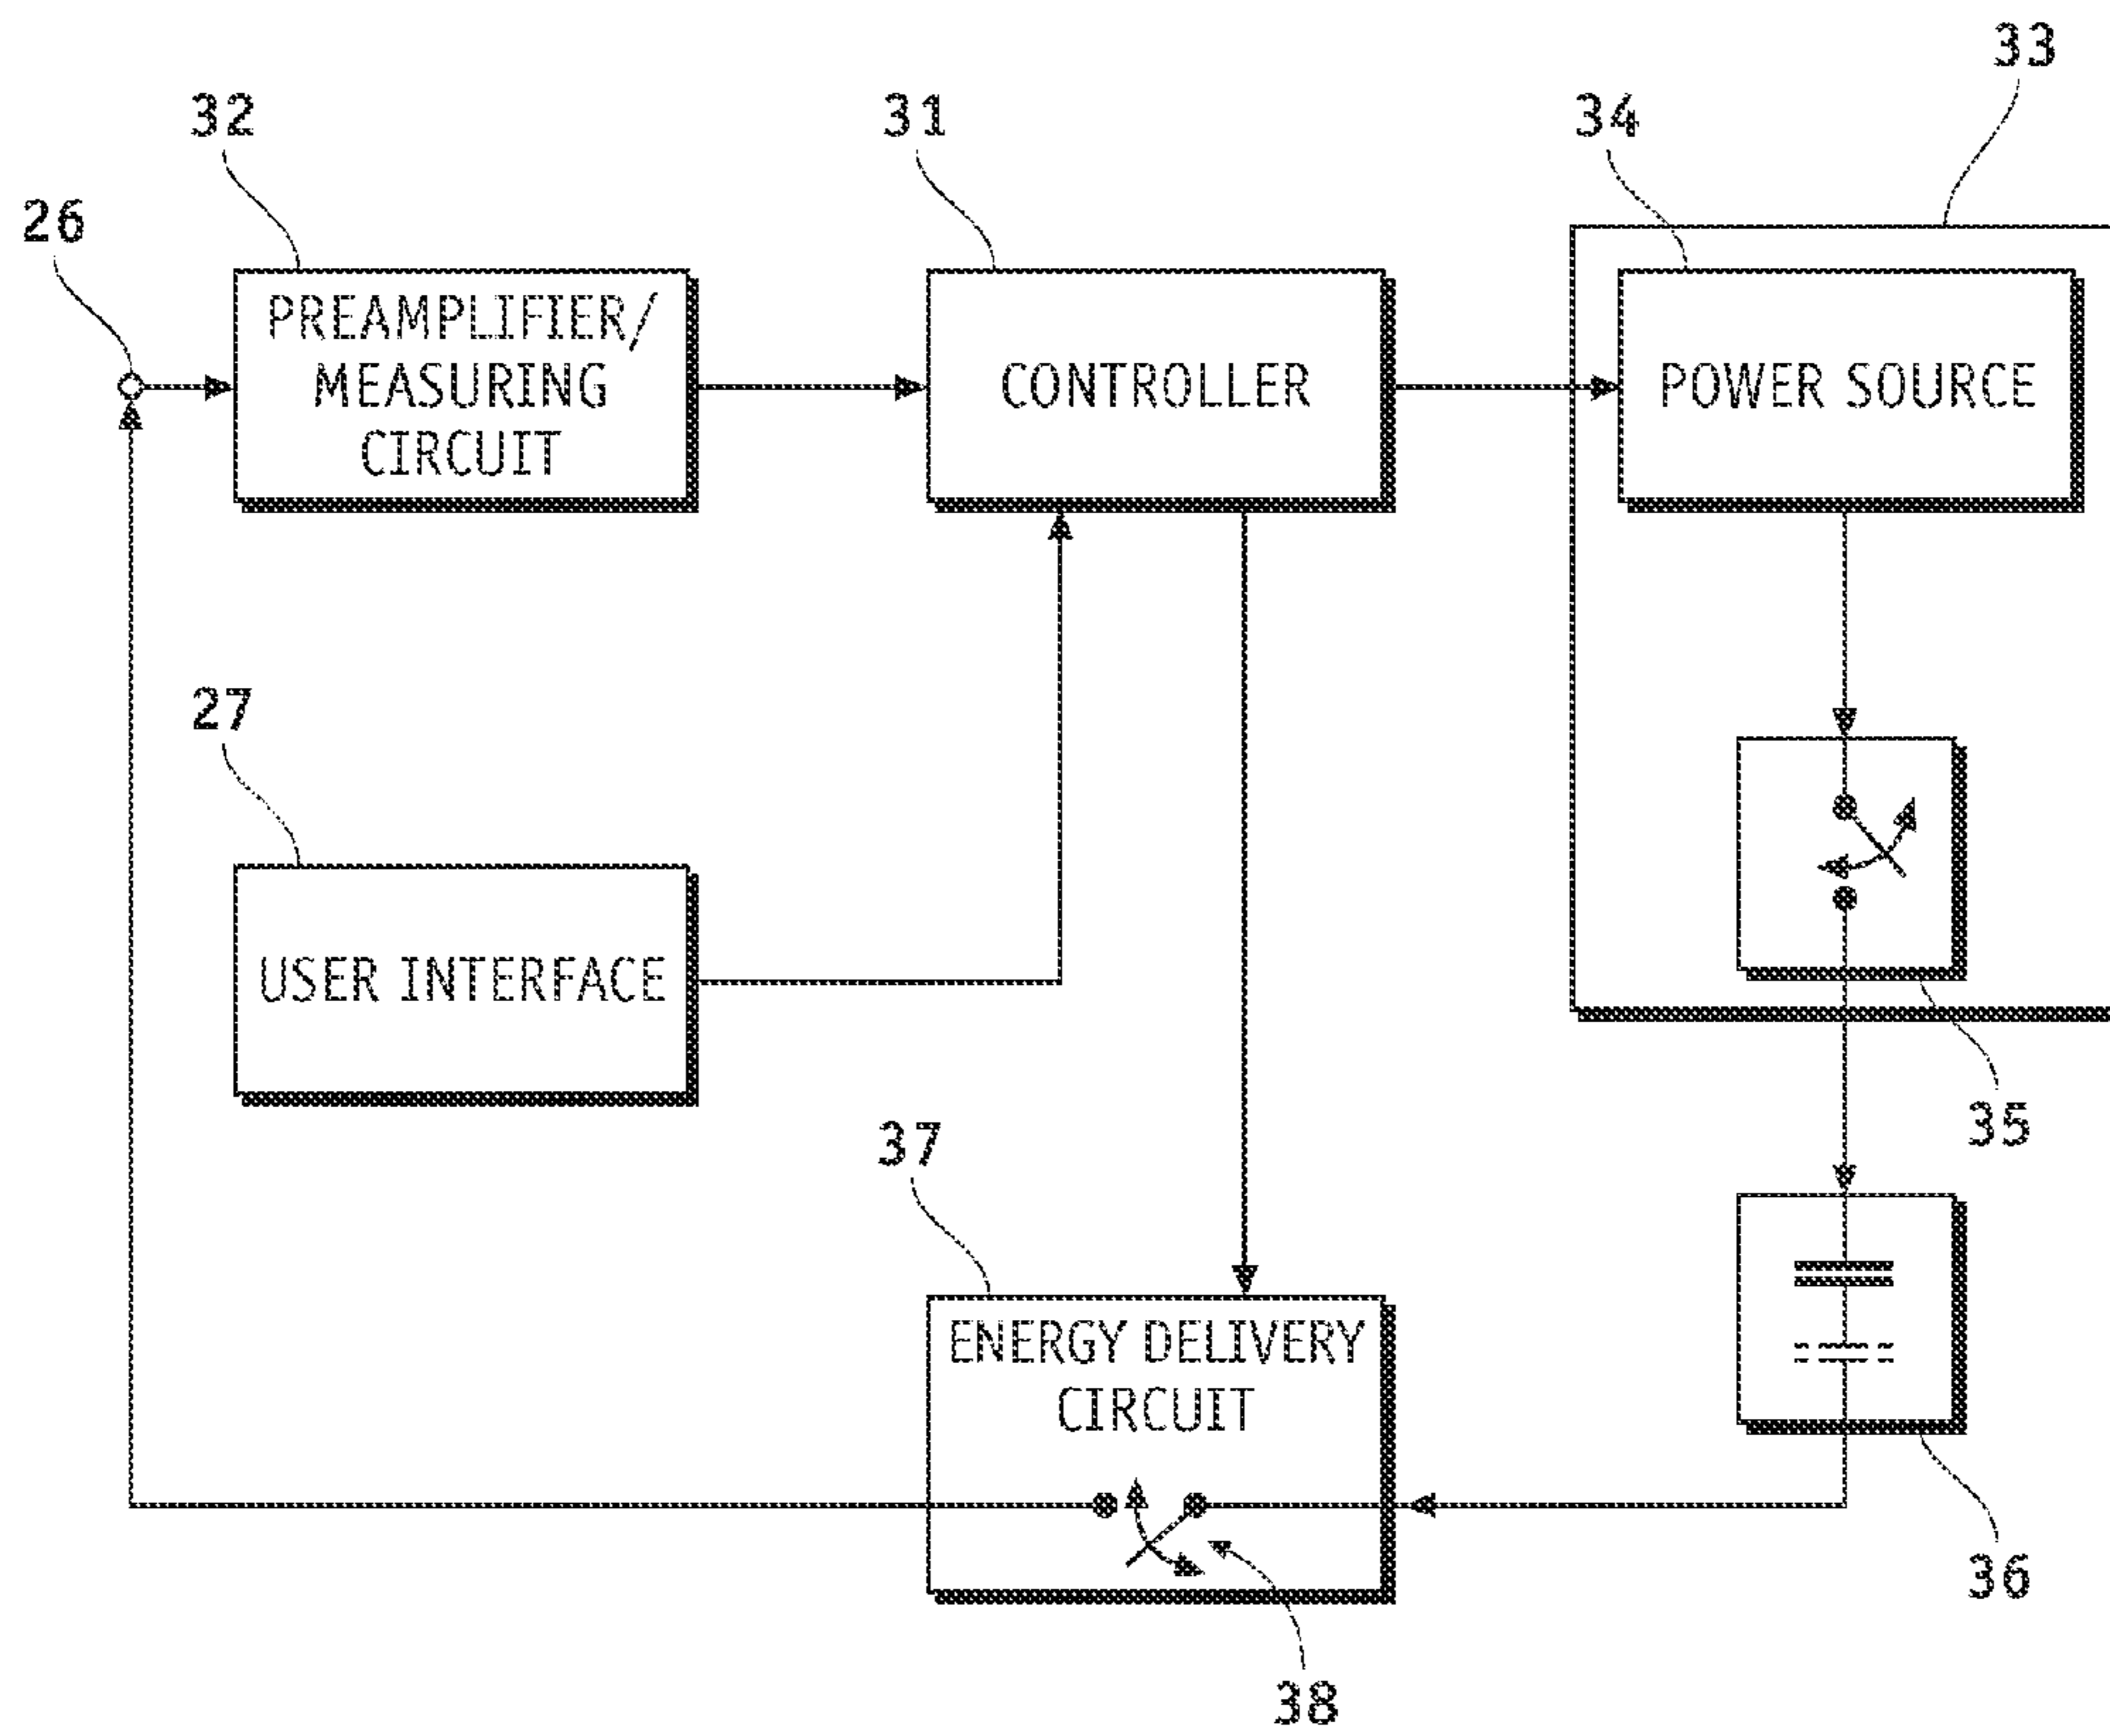 33
32
31
34
26
PREAMPLIFIER/
MEASURING
CIRCUIT
CONTROLLER
POWER SOURCE
27
USER INTERFACE
35
37
ENERGY DELIVERY
CIRCUIT
36
38